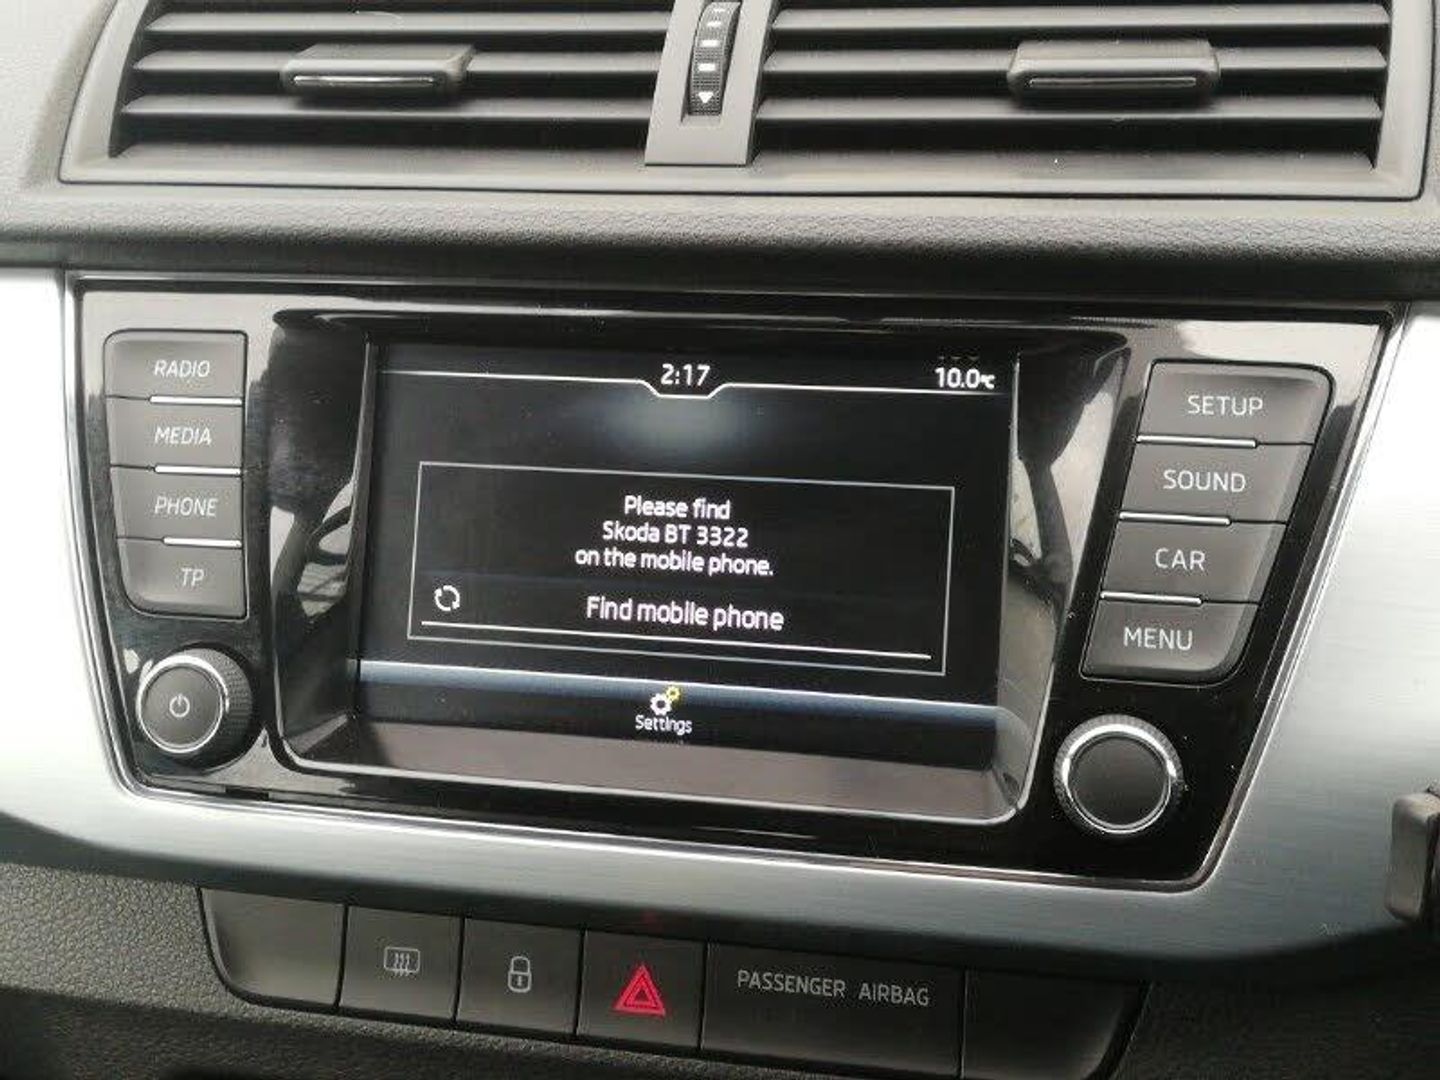 2:17
10.0°C
RADIO
MEDIA
PHONE
TP
Please find
Skoda BT 3322
on the mobile phone.
Find mobile phone
Settings
SETUP
SOUND
CAR
MENU
PASSENGER AIRBAG